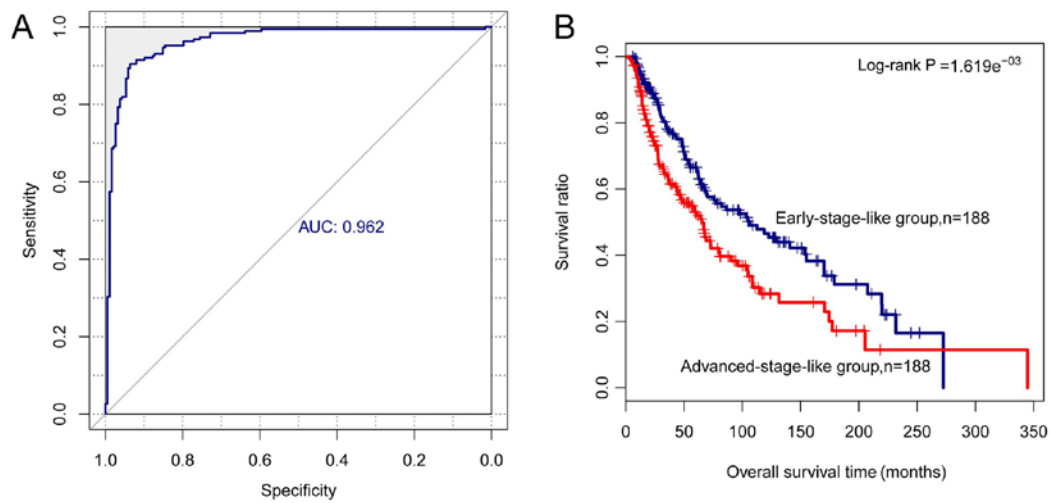 A
1.0
0.8
0.6
0.4
0.2
0.0
Sensitivity
AUC: 0.962
1.0 0.8 0.6 0.4 0.2 0.0
Specificity
B
Log-rank P =1.619e⁻⁰³
1.0
0.8
0.6
0.4
0.2
0.0
Survival ratio
Early-stage-like group,n=188
Advanced-stage-like group,n=188
0 50 100 150 200 250 300 350
Overall survival time (months)